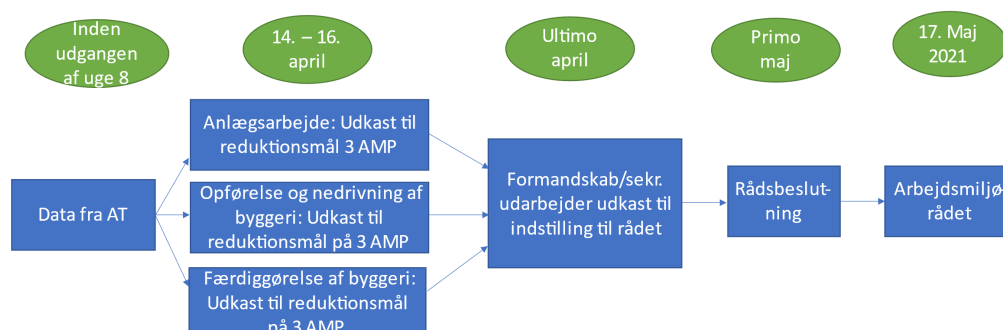 Inden
udgangen
af uge 8
14. – 16.
april
Ultimo
april
Primo
maj
17. Maj
2021
Data fra AT
Anlægsarbejde: Udkast til
reduktionsmål 3 AMP
Opførelse og nedrivning af
byggeri: Udkast til
reduktionsmål på 3 AMP
Færdiggørelse af byggeri:
Udkast til reduktionsmål
på 3 AMP
Formandskab/sekr.
udarbejder udkast til
indstilling til rådet
Rådsbeslut-
ning
Arbejdsmiljø-
rådet